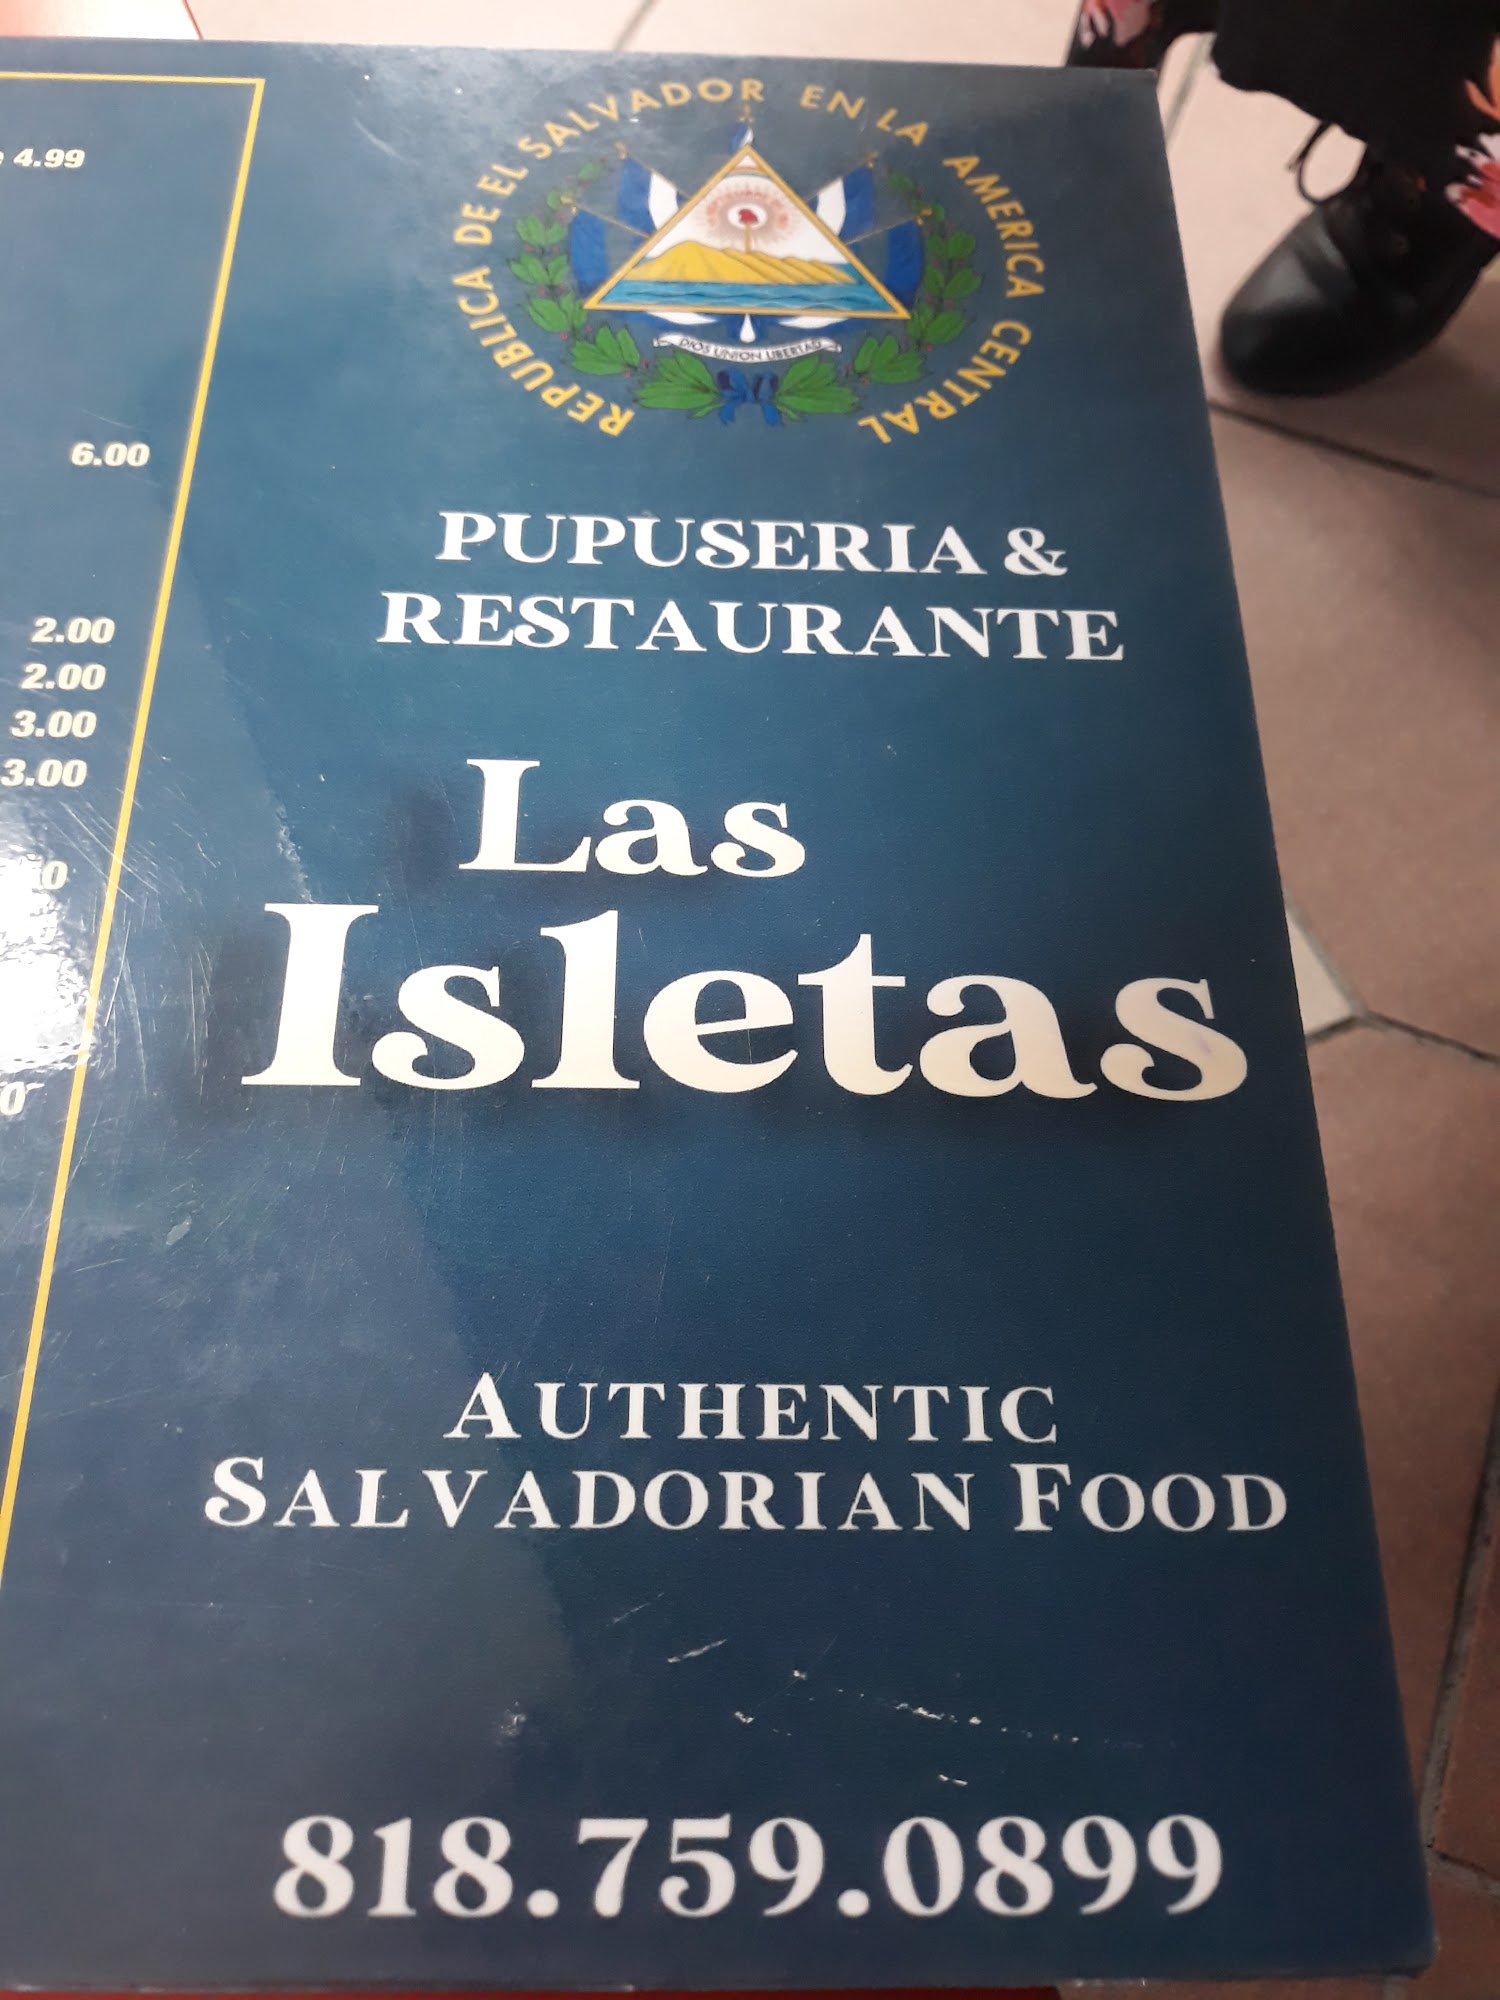 4.99
6.00
2.00
2.00
3.00
3.00
REPUBLICA DE EL SALVADOR EN LA AMERICA CENTRAL
DIOS UNION LIBERTAD
PUPUSERIA &
RESTAURANTE
Las
Isletas
AUTHENTIC
SALVADORIAN FOOD
818.759.0899